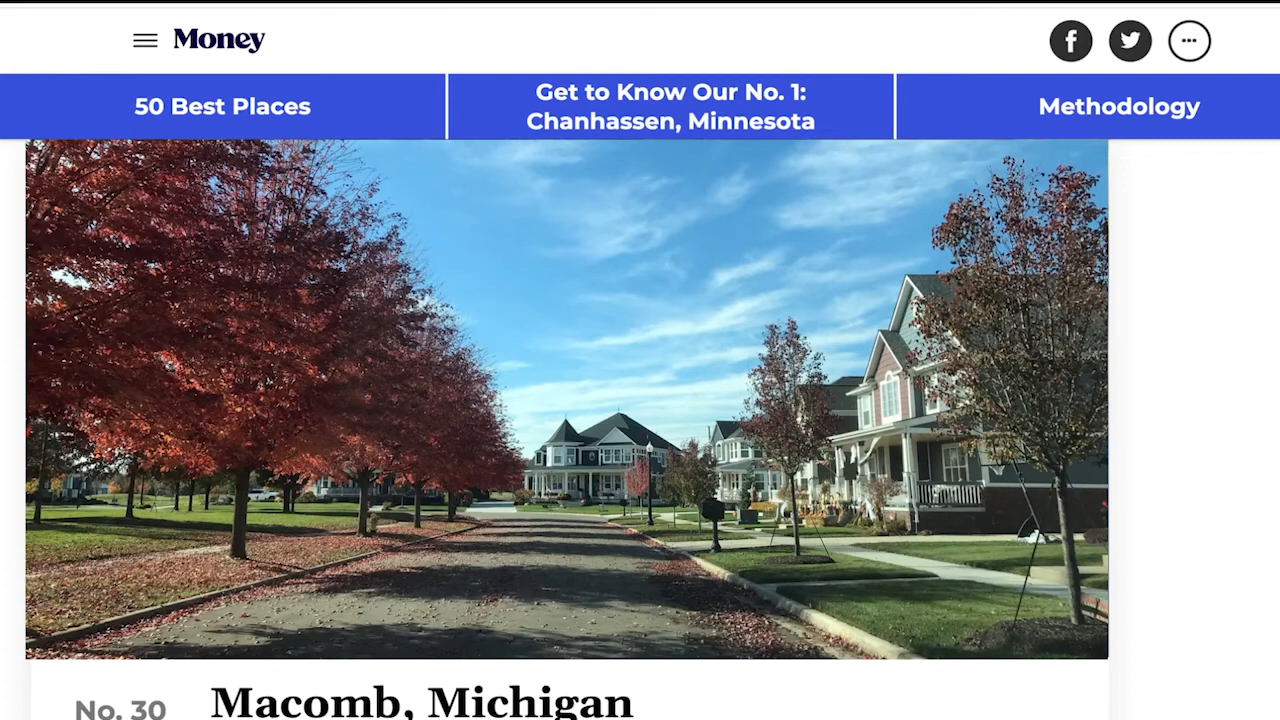 Money
50 Best Places
Get to Know Our No. 1:
Chanhassen, Minnesota
Methodology
No. 30
Macomb, Michigan